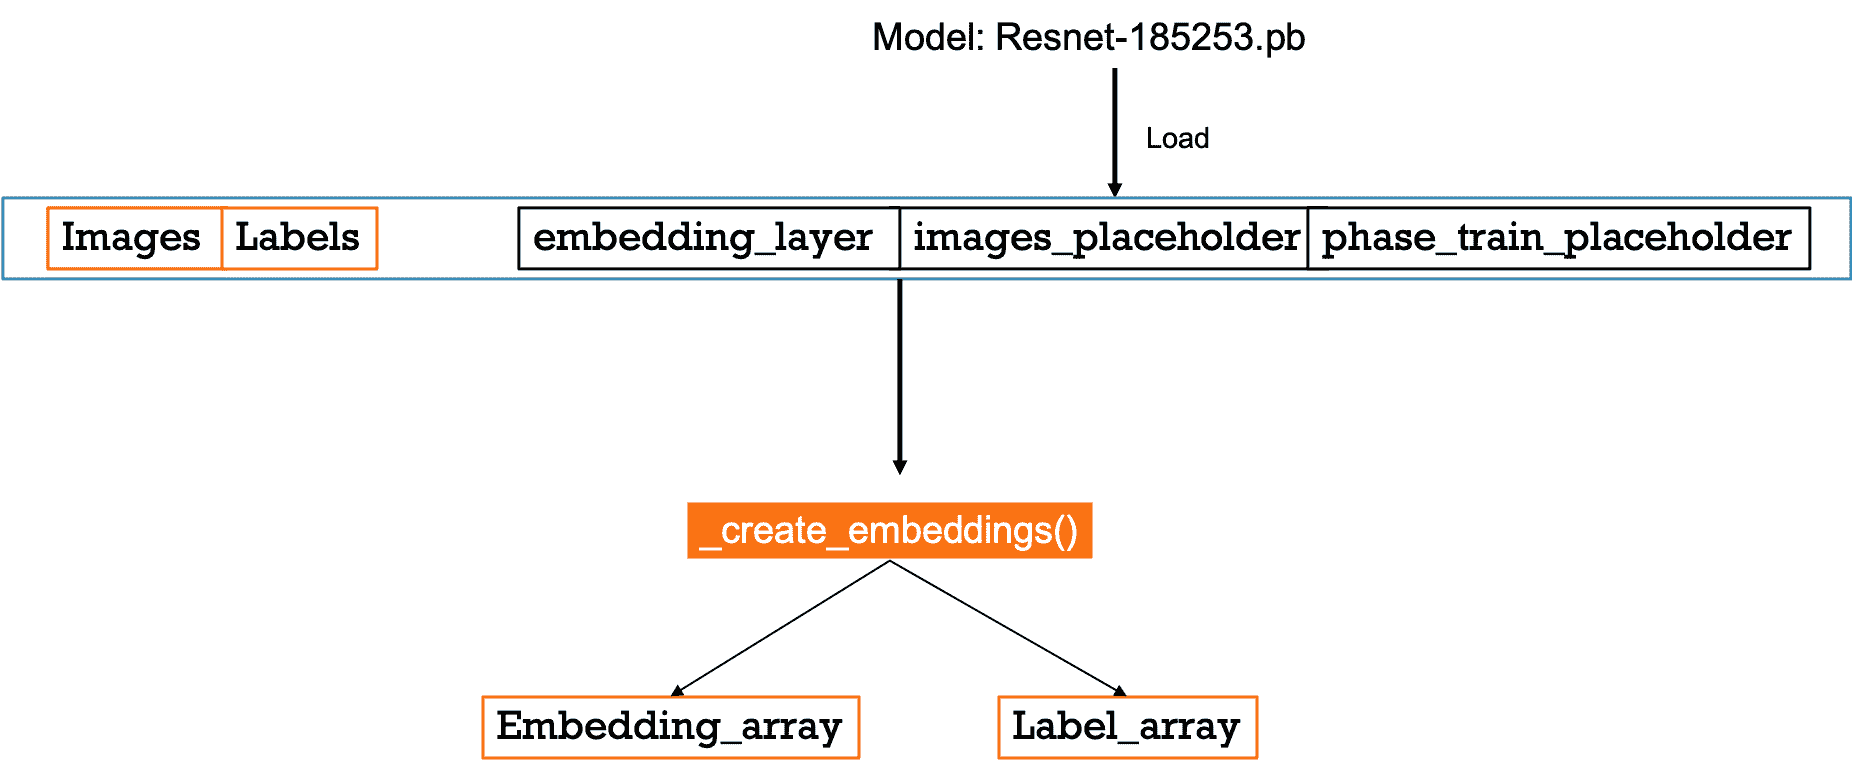 Model: Resnet-185253.pb
Load
Images Labels embedding_layer images_placeholder phase_train_placeholder
_create_embeddings()
Embedding_array Label_array